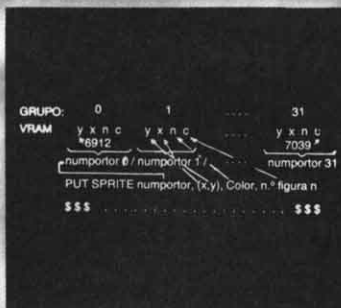 GRUPO: 0 1 .... 31
VRAM y x n c y x n c .... y x n c
*6912 7039*
numportor 0 / numportor 1 / .... numportor 31
PUT SPRITE numportor, (x,y), Color, n.º figura n
$$$ .................... $$$